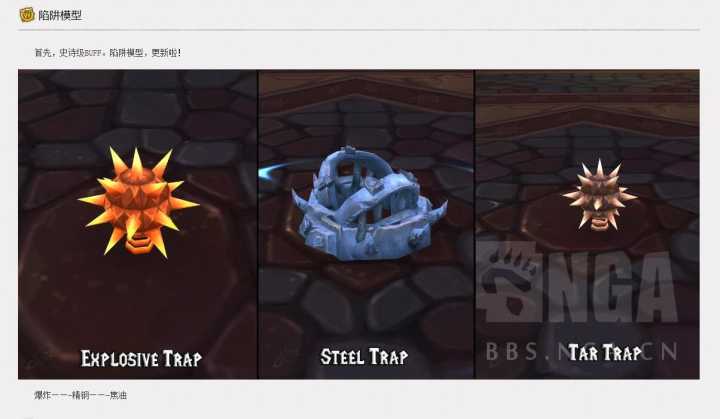 陷阱模型
首先，史诗级BUFF。陷阱模型，更新啦！
EXPLOSIVE TRAP
STEEL TRAP
TAR TRAP
NGA
BBS.NGA.CN
爆炸——-精钢——-焦油